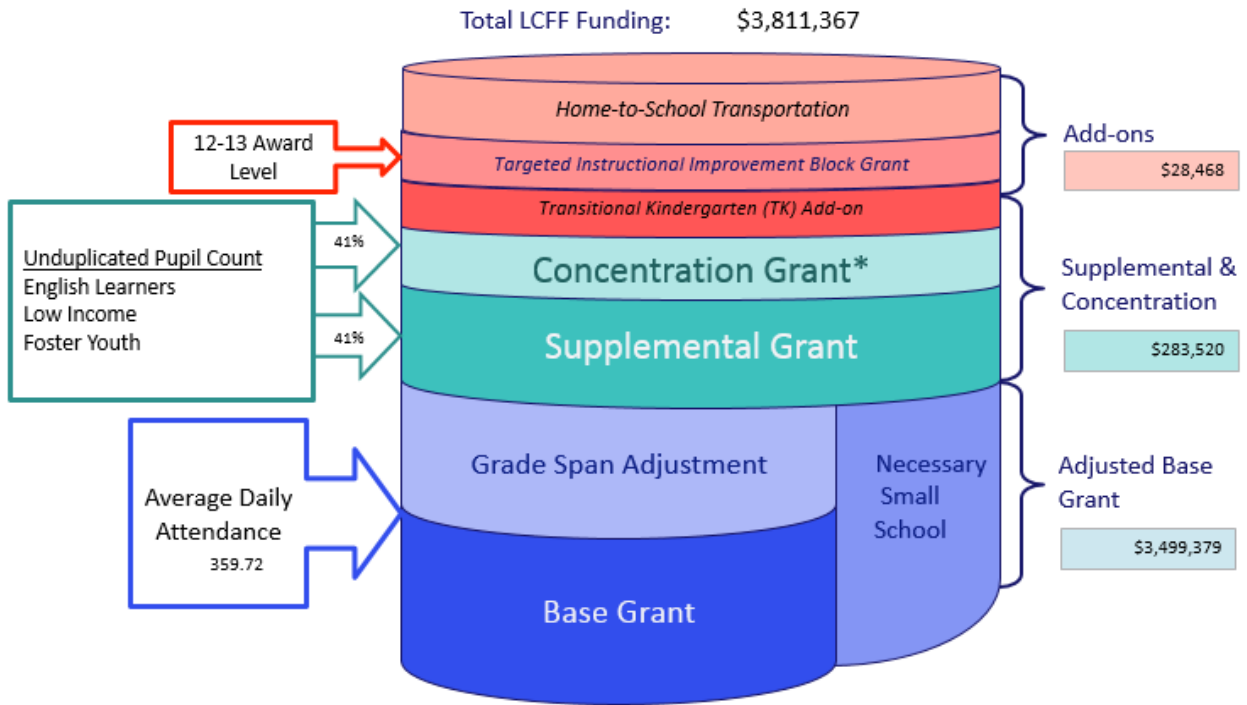 Total LCFF Funding: $3,811,367
Home-to-School Transportation
12-13 Award
Level
Targeted Instructional Improvement Block Grant
Add-ons
$28,468
Transitional Kindergarten (TK) Add-on
41%
Unduplicated Pupil Count
English Learners
Low Income
Foster Youth
Concentration Grant*
Supplemental &
Concentration
$283,520
41%
Supplemental Grant
Grade Span Adjustment
Necessary
Small
School
Adjusted Base
Grant
$3,499,379
Average Daily
Attendance
359.72
Base Grant